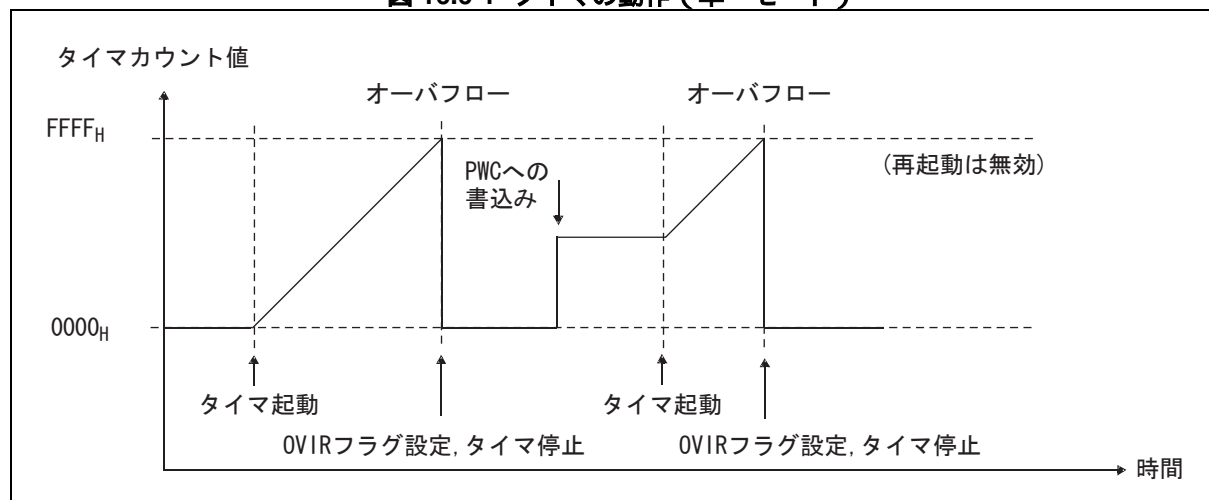 タイマカウント値
オーバフロー
オーバフロー
FFFFH
PWCへの
書込み
(再起動は無効)
0000H
タイマ起動
タイマ起動
OVIRフラグ設定, タイマ停止
OVIRフラグ設定, タイマ停止
時間